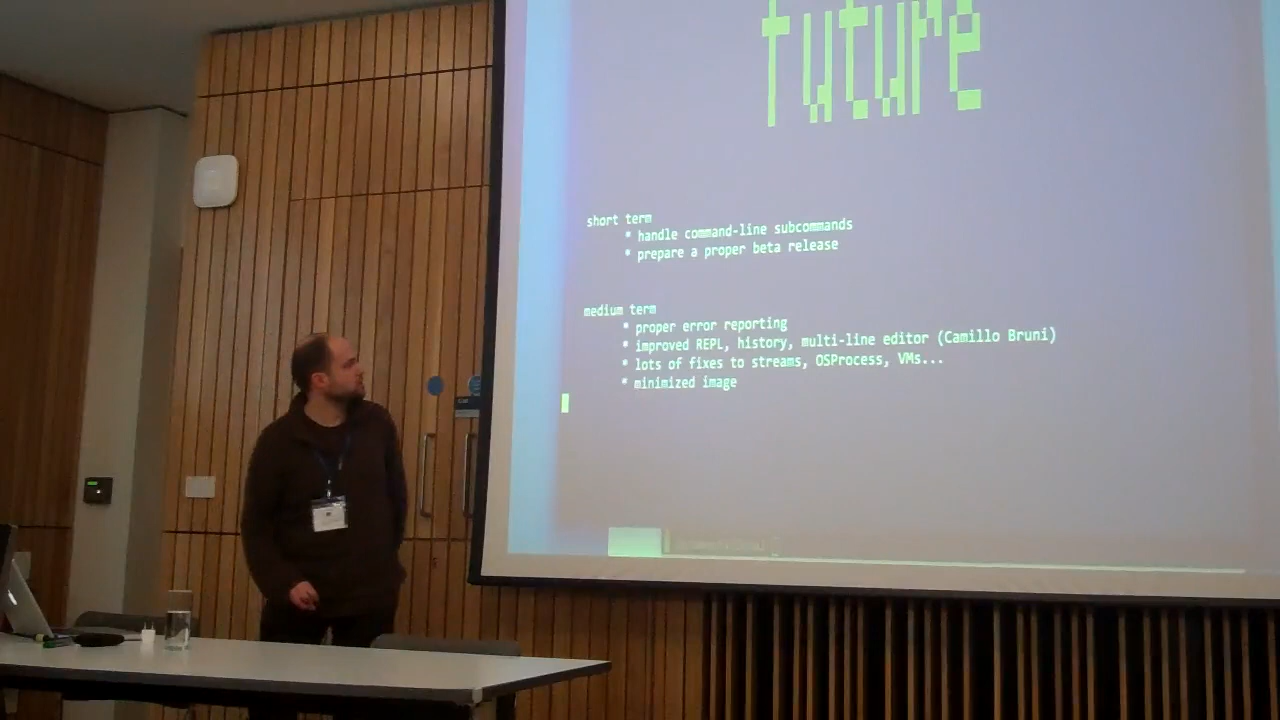 future
short term
* handle command-line subcommands
* prepare a proper beta release
medium term
* proper error reporting
* improved REPL, history, multi-line editor (Camillo Bruni)
* lots of fixes to streams, OSProcess, VMs...
* minimized image